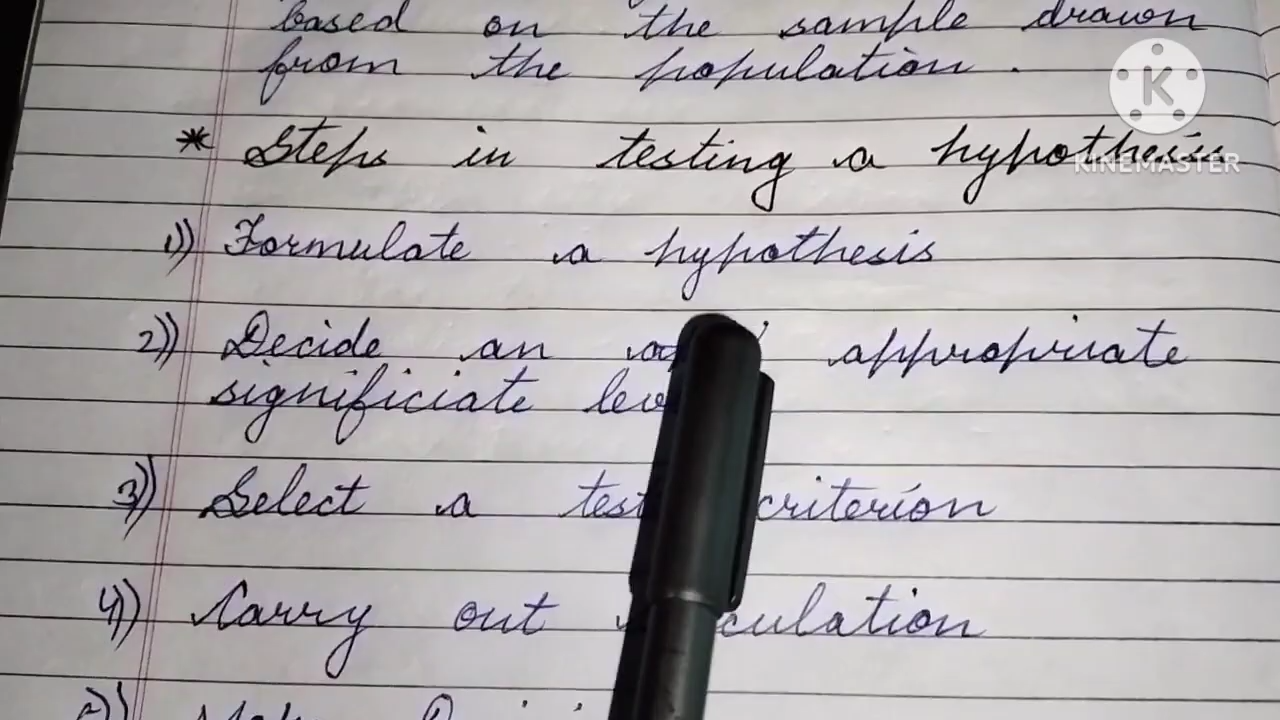 based on the sample drawn
from the population.
* Steps in testing a hypothesis
1)) Formulate a hypothesis
2)) Decide an appropriate
significiate
3)) Select a test criterion
4)) Carry out
K
KINEMASTER